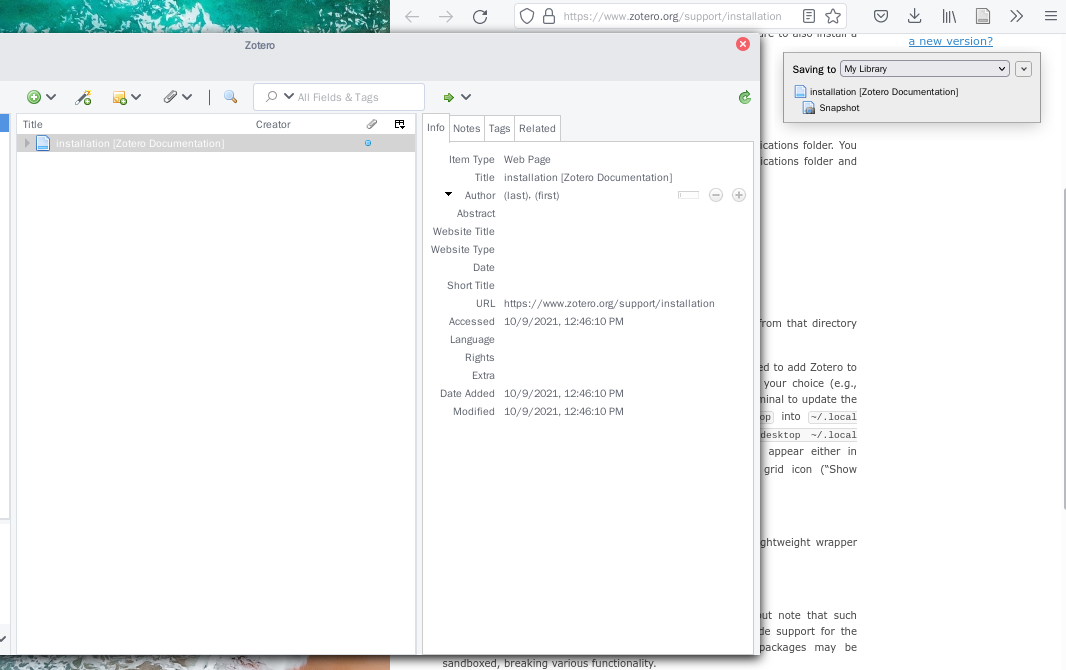 https://www.zotero.org/support/installation
Zotero
ure to also install a
a new version?
Saving to My Library
installation [Zotero Documentation]
Snapshot
All Fields & Tags
Title Creator
installation [Zotero Documentation]
Info Notes Tags Related
Item Type Web Page
Title installation [Zotero Documentation]
Author (last), (first)
Abstract
Website Title
Website Type
Date
Short Title
URL https://www.zotero.org/support/installation
Accessed 10/9/2021, 12:46:10 PM
Language
Rights
Extra
Date Added 10/9/2021, 12:46:10 PM
Modified 10/9/2021, 12:46:10 PM
ications folder. You
ications folder and
from that directory
ed to add Zotero to
your choice (e.g.,
minal to update the
op into ~/.local
desktop ~/.local
appear either in
grid icon (“Show
ghtweight wrapper
out note that such
de support for the
packages may be
sandboxed, breaking various functionality.